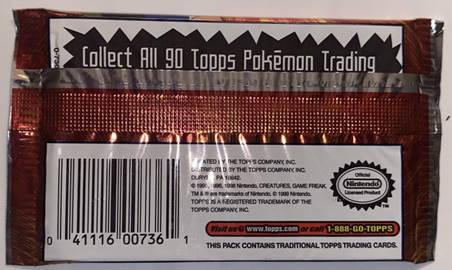 Collect All 90 Topps Pokémon Trading
CREATED BY THE TOPPS COMPANY, INC.
DISTRIBUTED BY THE TOPPS COMPANY, INC.
DURYEA, PA 18642.
© 1995, 1996, 1998 Nintendo, CREATURES, GAME FREAK.
TM & ® are trademarks of Nintendo. © 1999 Nintendo.
TOPPS IS A REGISTERED TRADEMARK OF THE
TOPPS COMPANY, INC.
Official
Nintendo
Licensed Product
Visit us @ www.topps.com or call 1-888-GO-TOPPS
THIS PACK CONTAINS TRADITIONAL TOPPS TRADING CARDS.
0 41116 00736 1